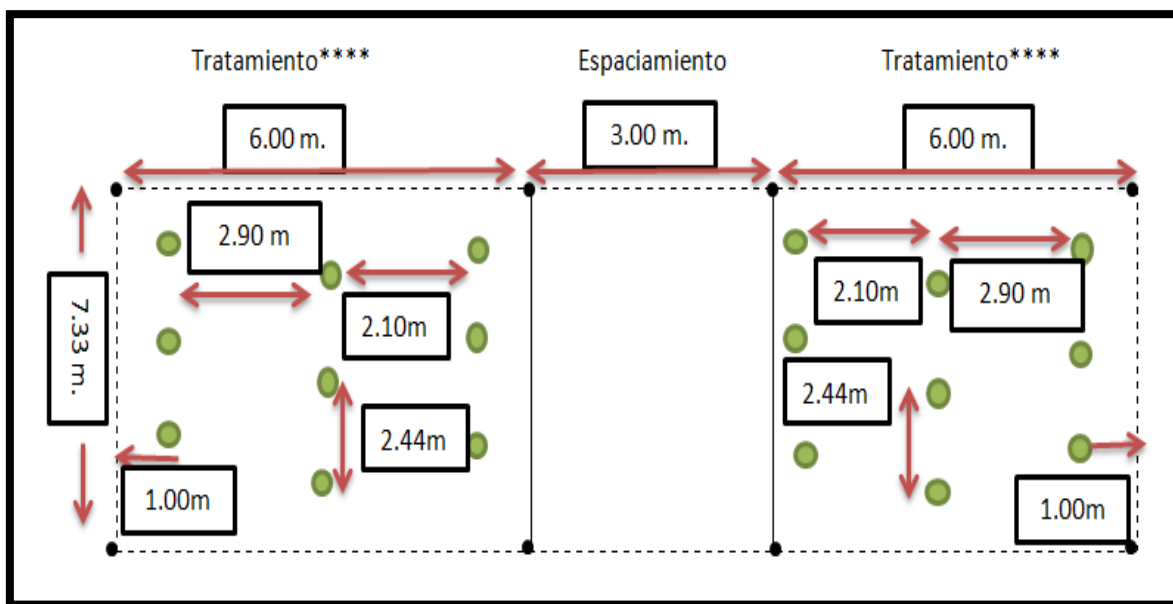 Tratamiento**** Espaciamiento Tratamiento****
6.00 m. 3.00 m. 6.00 m.
2.90 m
2.10m 2.90 m
2.10m
7.33 m.
2.44m
2.44m
1.00m 1.00m